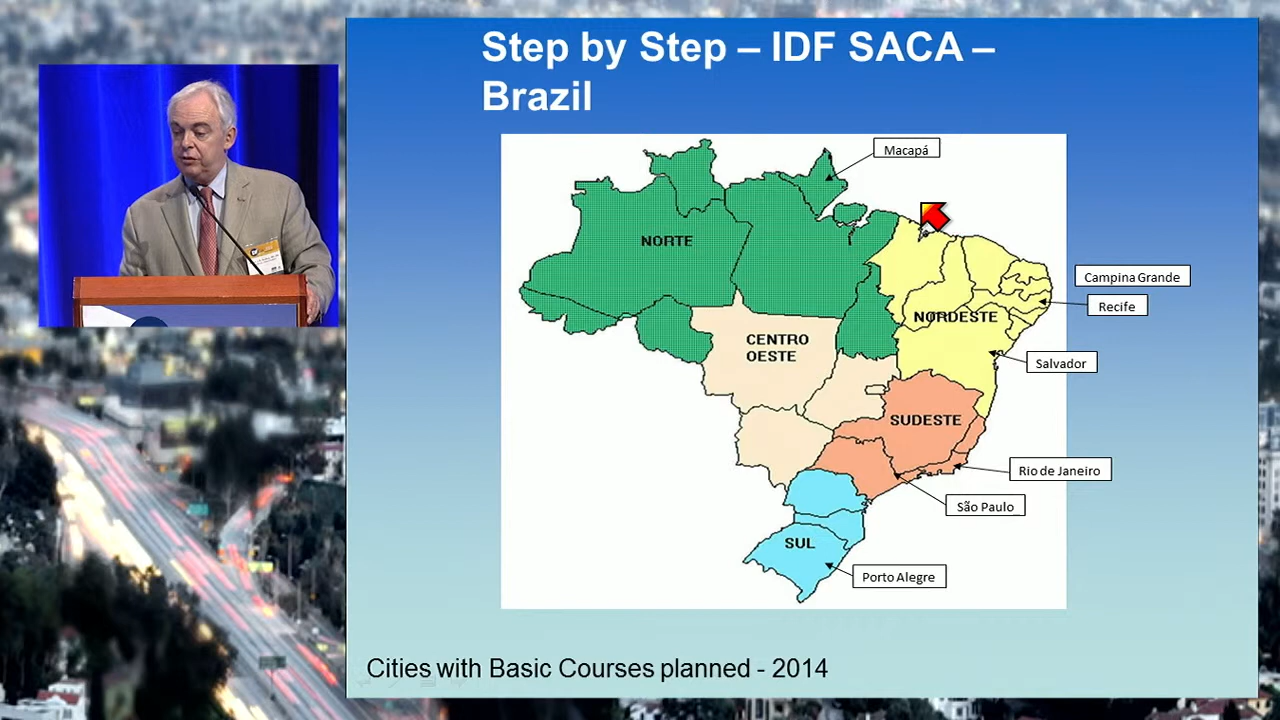 Step by Step – IDF SACA –
Brazil
Macapá
NORTE
Campina Grande
Recife
NORDESTE
CENTRO
OESTE
Salvador
SUDESTE
Rio de Janeiro
São Paulo
SUL
Porto Alegre
Cities with Basic Courses planned - 2014